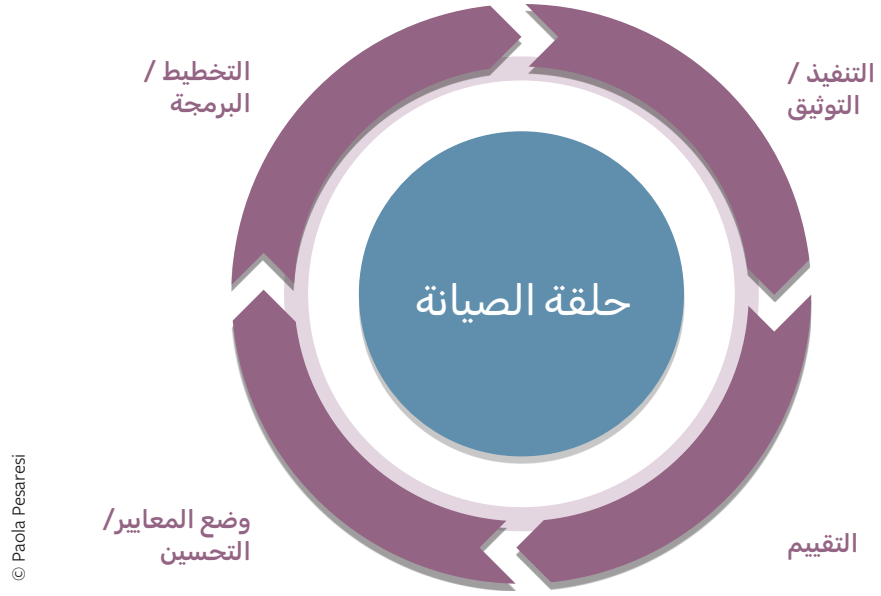 التخطيط /
البرمجة
التنفيذ /
التوثيق
حلقة الصيانة
وضع المعايير/
التحسين
التقييم
© Paola Pesaresi